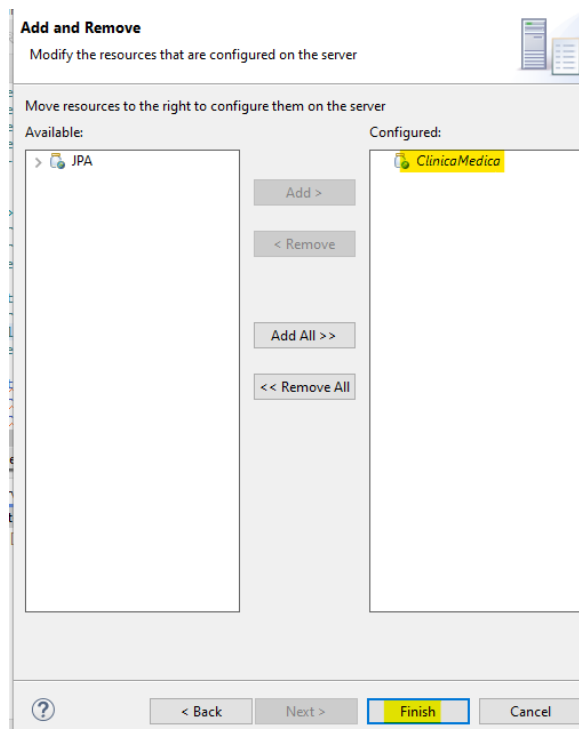 Add and Remove
Modify the resources that are configured on the server
Move resources to the right to configure them on the server
Available:
Configured:
JPA
ClinicaMedica
Add >
< Remove
Add All >>
<< Remove All
?
< Back
Next >
Finish
Cancel